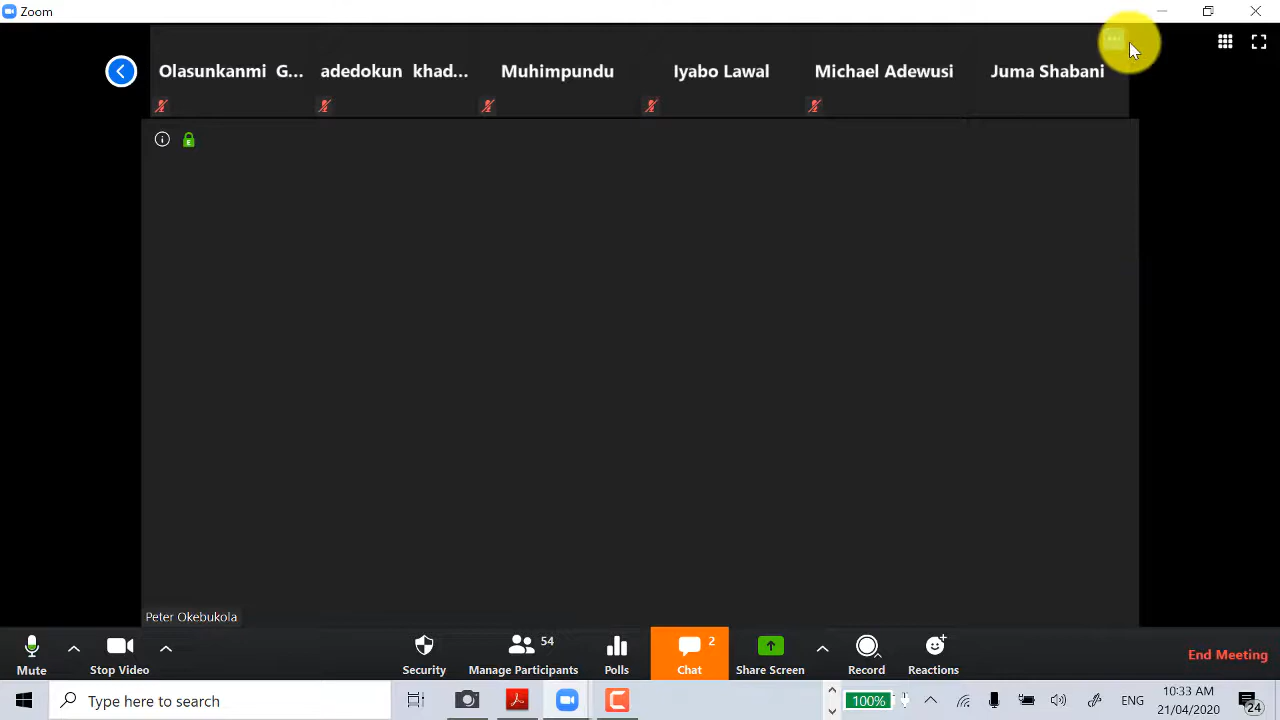 Zoom
Olasunkanmi G...
adedokun khad...
Muhimpundu
Iyabo Lawal
Michael Adewusi
Juma Shabani
Peter Okebukola
54
2
Mute
Stop Video
Security
Manage Participants
Polls
Chat
Share Screen
Record
Reactions
End Meeting
Type here to search
100%
ENG
10:33 AM
21/04/2020
24